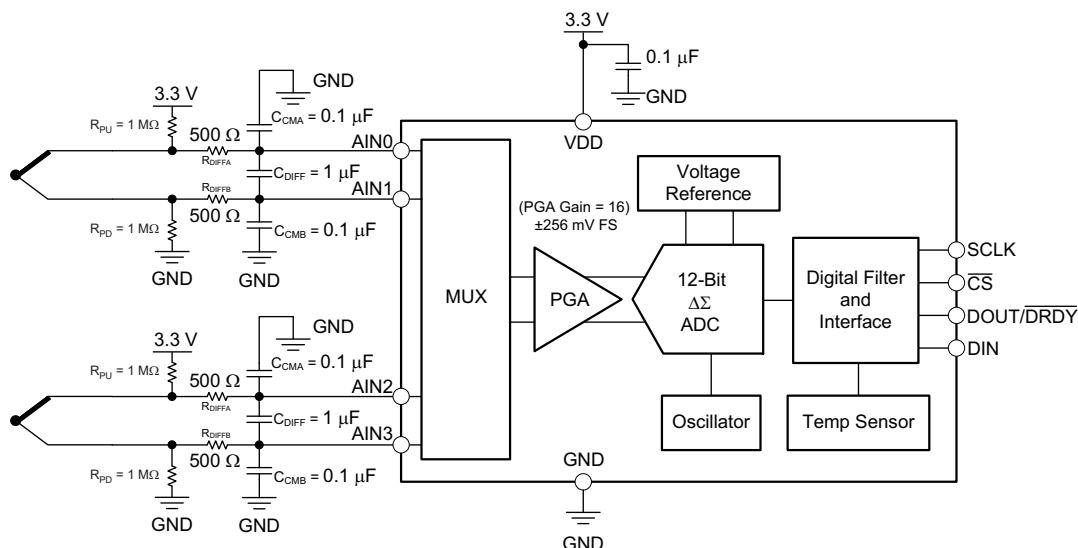 3.3 V
0.1 μF
GND
VDD
GND
3.3 V
C_CMA = 0.1 μF
R_PU = 1 MΩ
500 Ω
R_DIFFA
AIN0
C_DIFF = 1 μF
AIN1
R_DIFFB
500 Ω
R_PD = 1 MΩ
C_CMB = 0.1 μF
GND
GND
MUX
(PGA Gain = 16)
±256 mV FS
PGA
Voltage
Reference
12-Bit
ΔΣ
ADC
Digital Filter
and
Interface
SCLK
CS
DOUT/DRDY
DIN
Oscillator
Temp Sensor
GND
3.3 V
C_CMA = 0.1 μF
R_PU = 1 MΩ
500 Ω
R_DIFFA
AIN2
C_DIFF = 1 μF
AIN3
R_DIFFB
500 Ω
R_PD = 1 MΩ
C_CMB = 0.1 μF
GND
GND
GND
GND